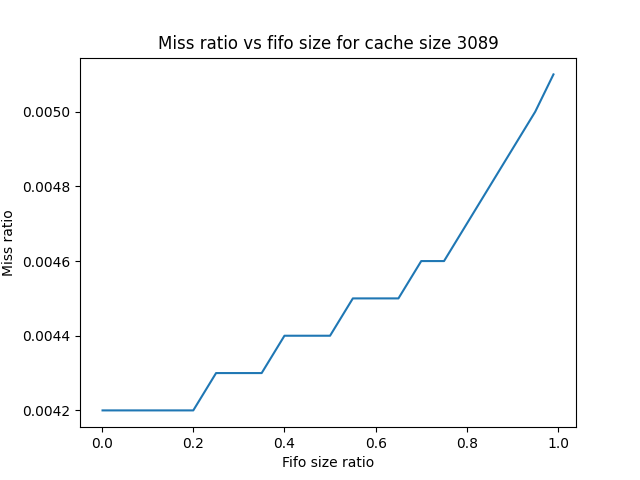 Miss ratio vs fifo size for cache size 3089
Miss ratio
0.0050
0.0048
0.0046
0.0044
0.0042
0.0 0.2 0.4 0.6 0.8 1.0
Fifo size ratio